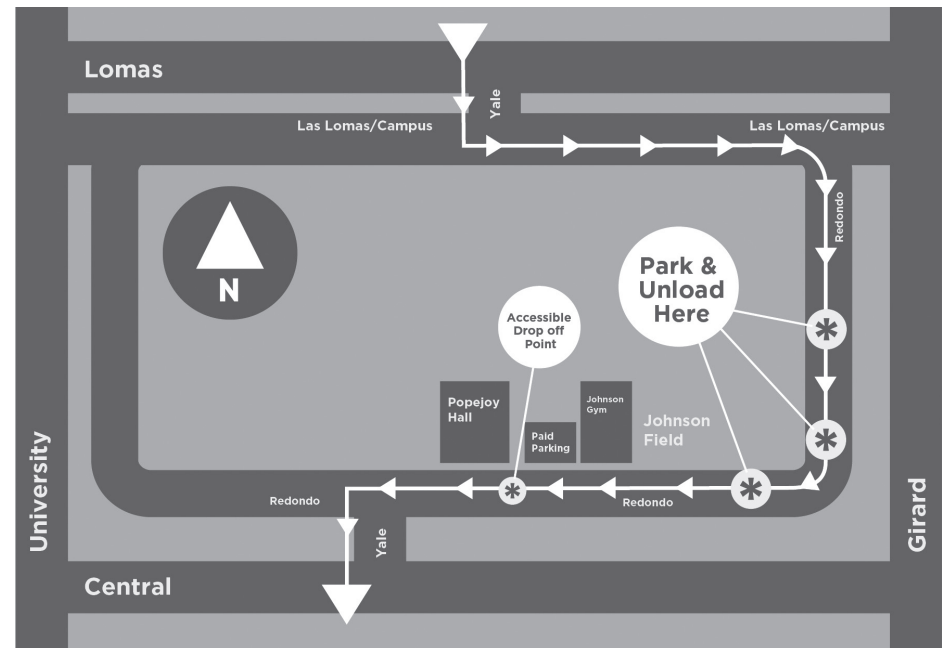 Lomas
Yale
Las Lomas/Campus
Las Lomas/Campus
Redondo
N
Park &
Unload
Here
*
Accessible
Drop off
Point
Popejoy
Hall
Paid
Parking
Johnson
Gym
Johnson
Field
*
*
*
Redondo
Redondo
Yale
University
Girard
Central